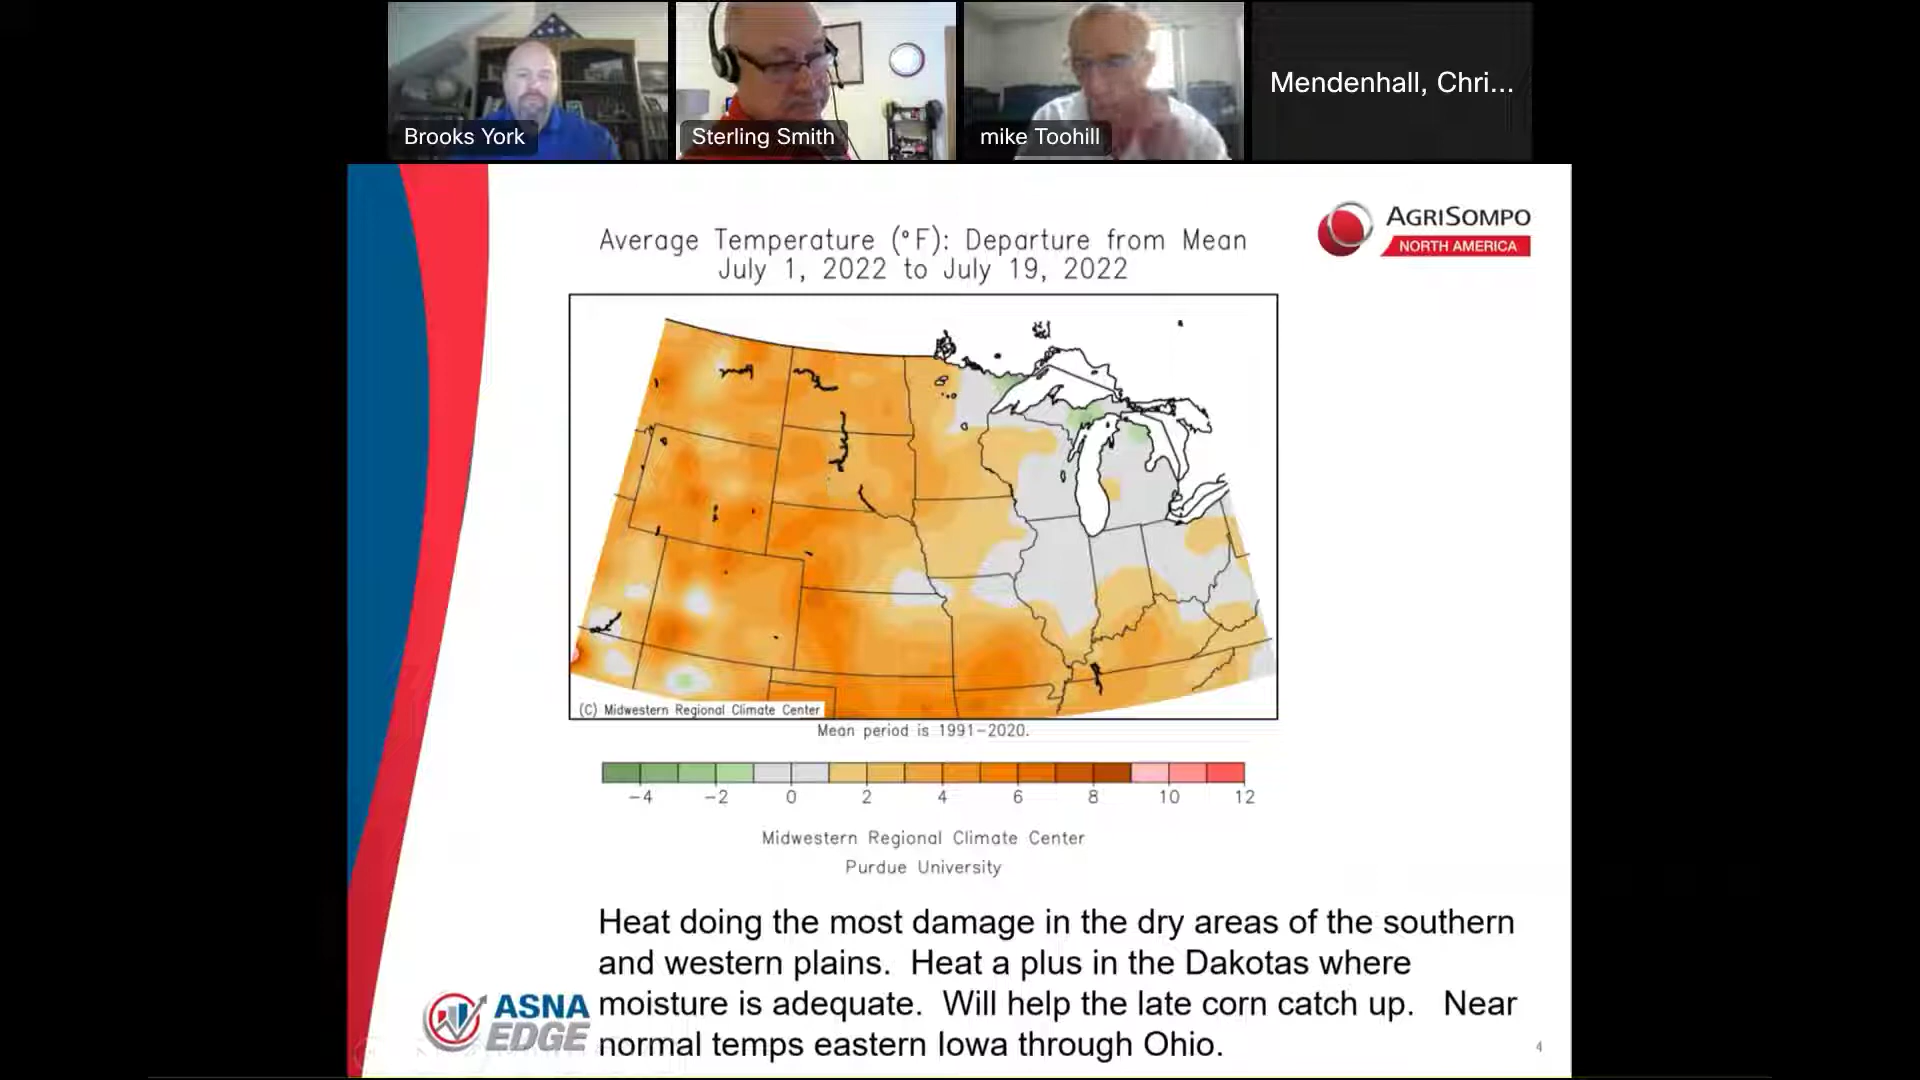 Brooks York
Sterling Smith
mike Toohill
Mendenhall, Chri...
AGRISOMPO
NORTH AMERICA
Average Temperature (°F): Departure from Mean
July 1, 2022 to July 19, 2022
(C) Midwestern Regional Climate Center
Mean period is 1991-2020.
-4 -2 0 2 4 6 8 10 12
Midwestern Regional Climate Center
Purdue University
Heat doing the most damage in the dry areas of the southern
and western plains.  Heat a plus in the Dakotas where
moisture is adequate.  Will help the late corn catch up.   Near
normal temps eastern Iowa through Ohio.
ASNA
EDGE
4